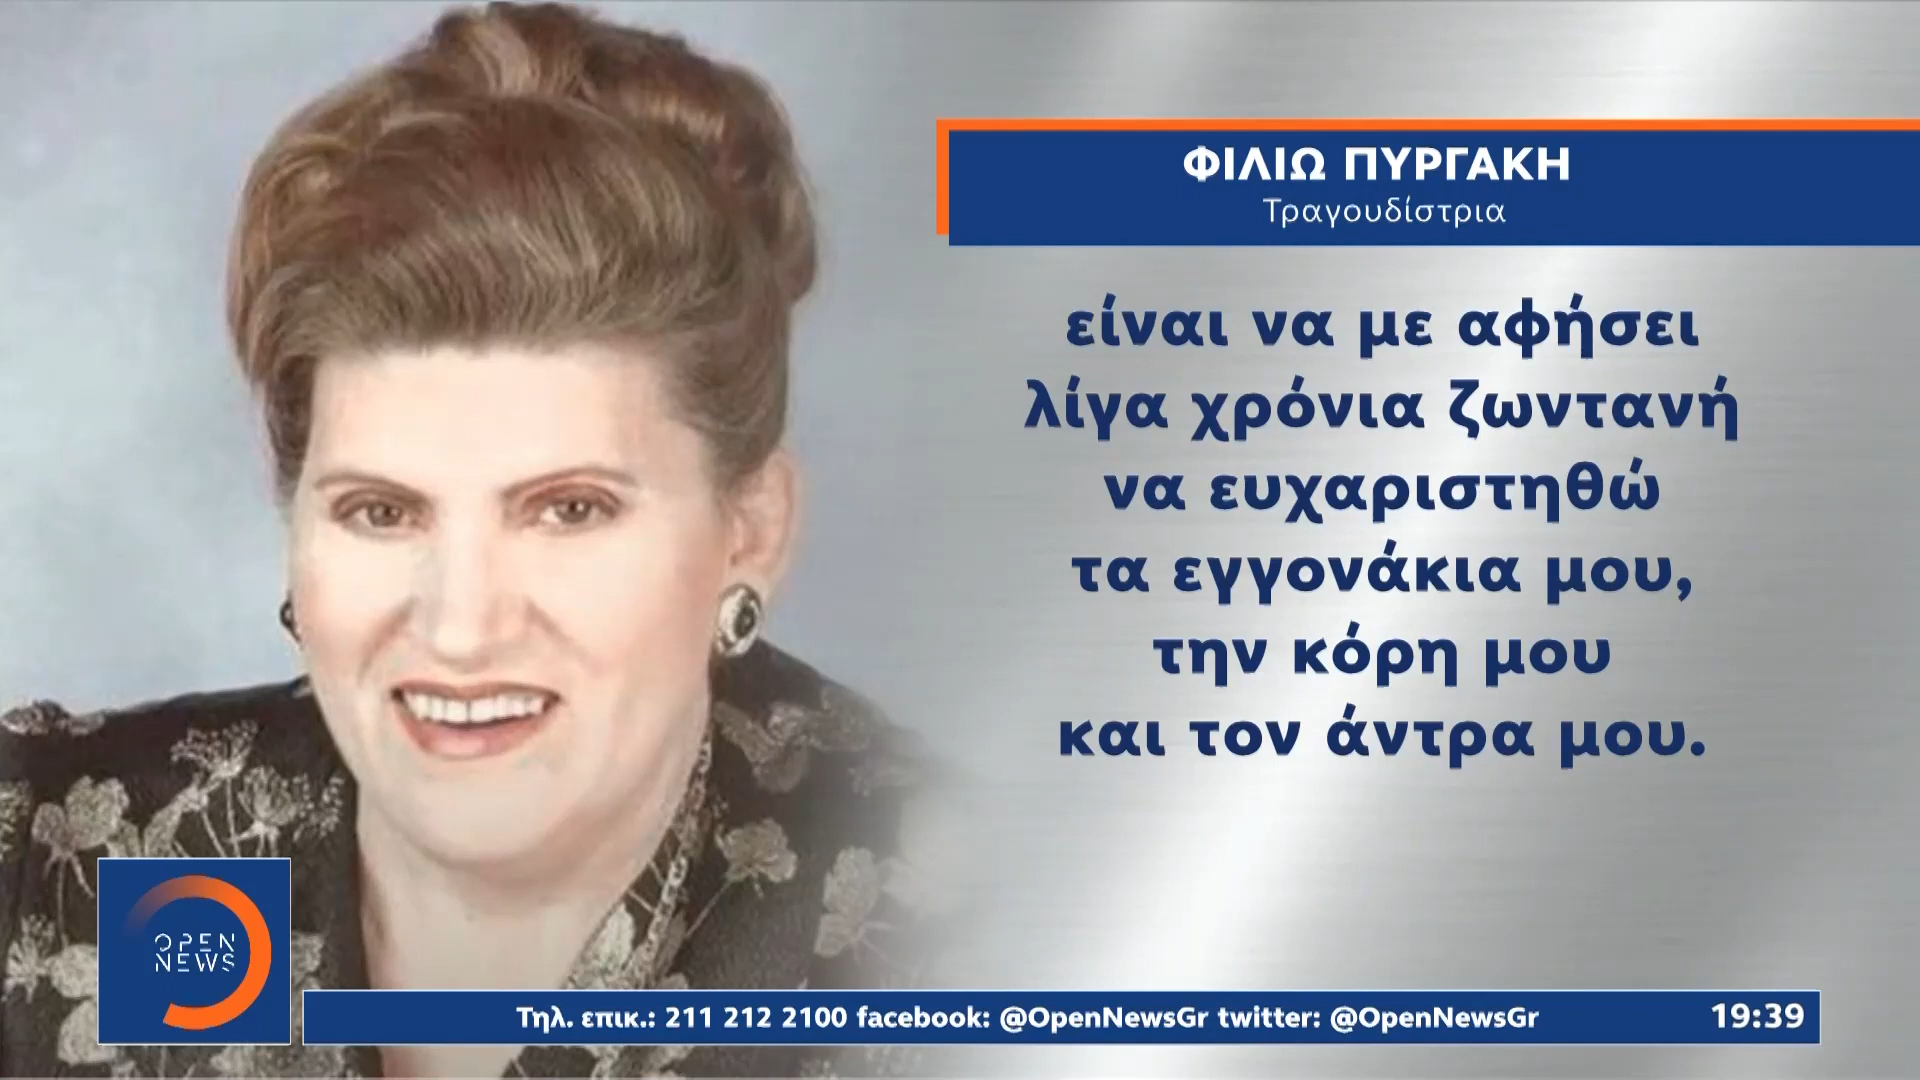 ΦΙΛΙΩ ΠΥΡΓΑΚΗ
Τραγουδίστρια
είναι να με αφήσει
λίγα χρόνια ζωντανή
να ευχαριστηθώ
τα εγγονάκια μου,
την κόρη μου
και τον άντρα μου.
OPEN
NEWS
Τηλ. επικ.: 211 212 2100 facebook: @OpenNewsGr twitter: @OpenNewsGr 19:39